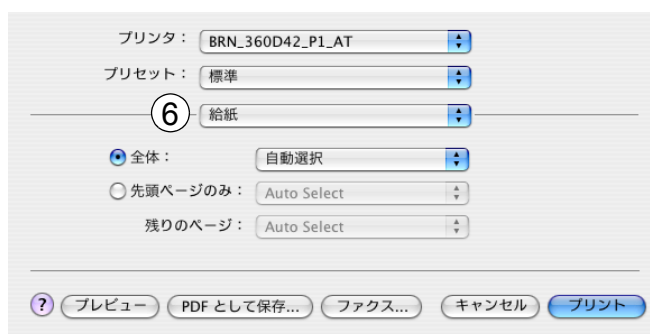 プリンタ： BRN_360D42_P1_AT
プリセット： 標準
6 給紙
全体： 自動選択
先頭ページのみ： Auto Select
残りのページ： Auto Select
? プレビュー PDF として保存... ファクス... キャンセル プリント